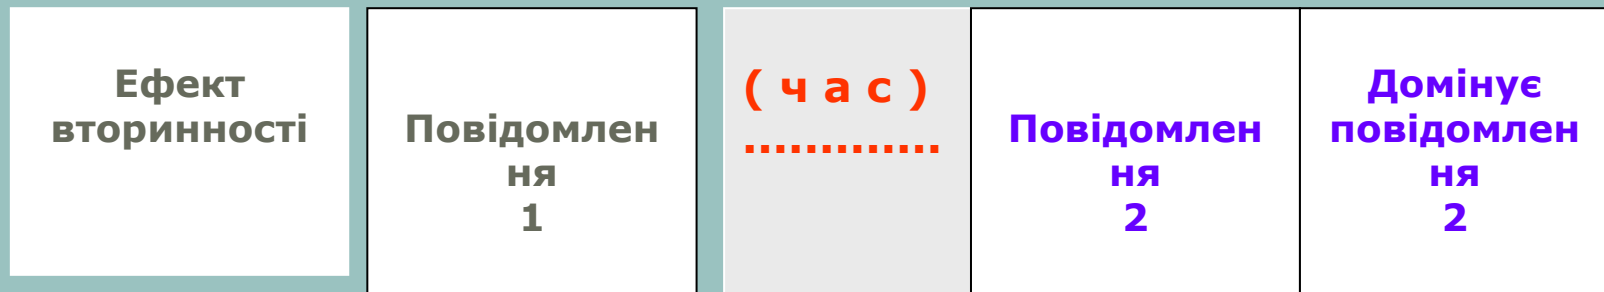 Ефект
вторинності
Повідомлен
ня
1
( ч а с )
.............
Повідомлен
ня
2
Домінує
повідомлен
ня
2